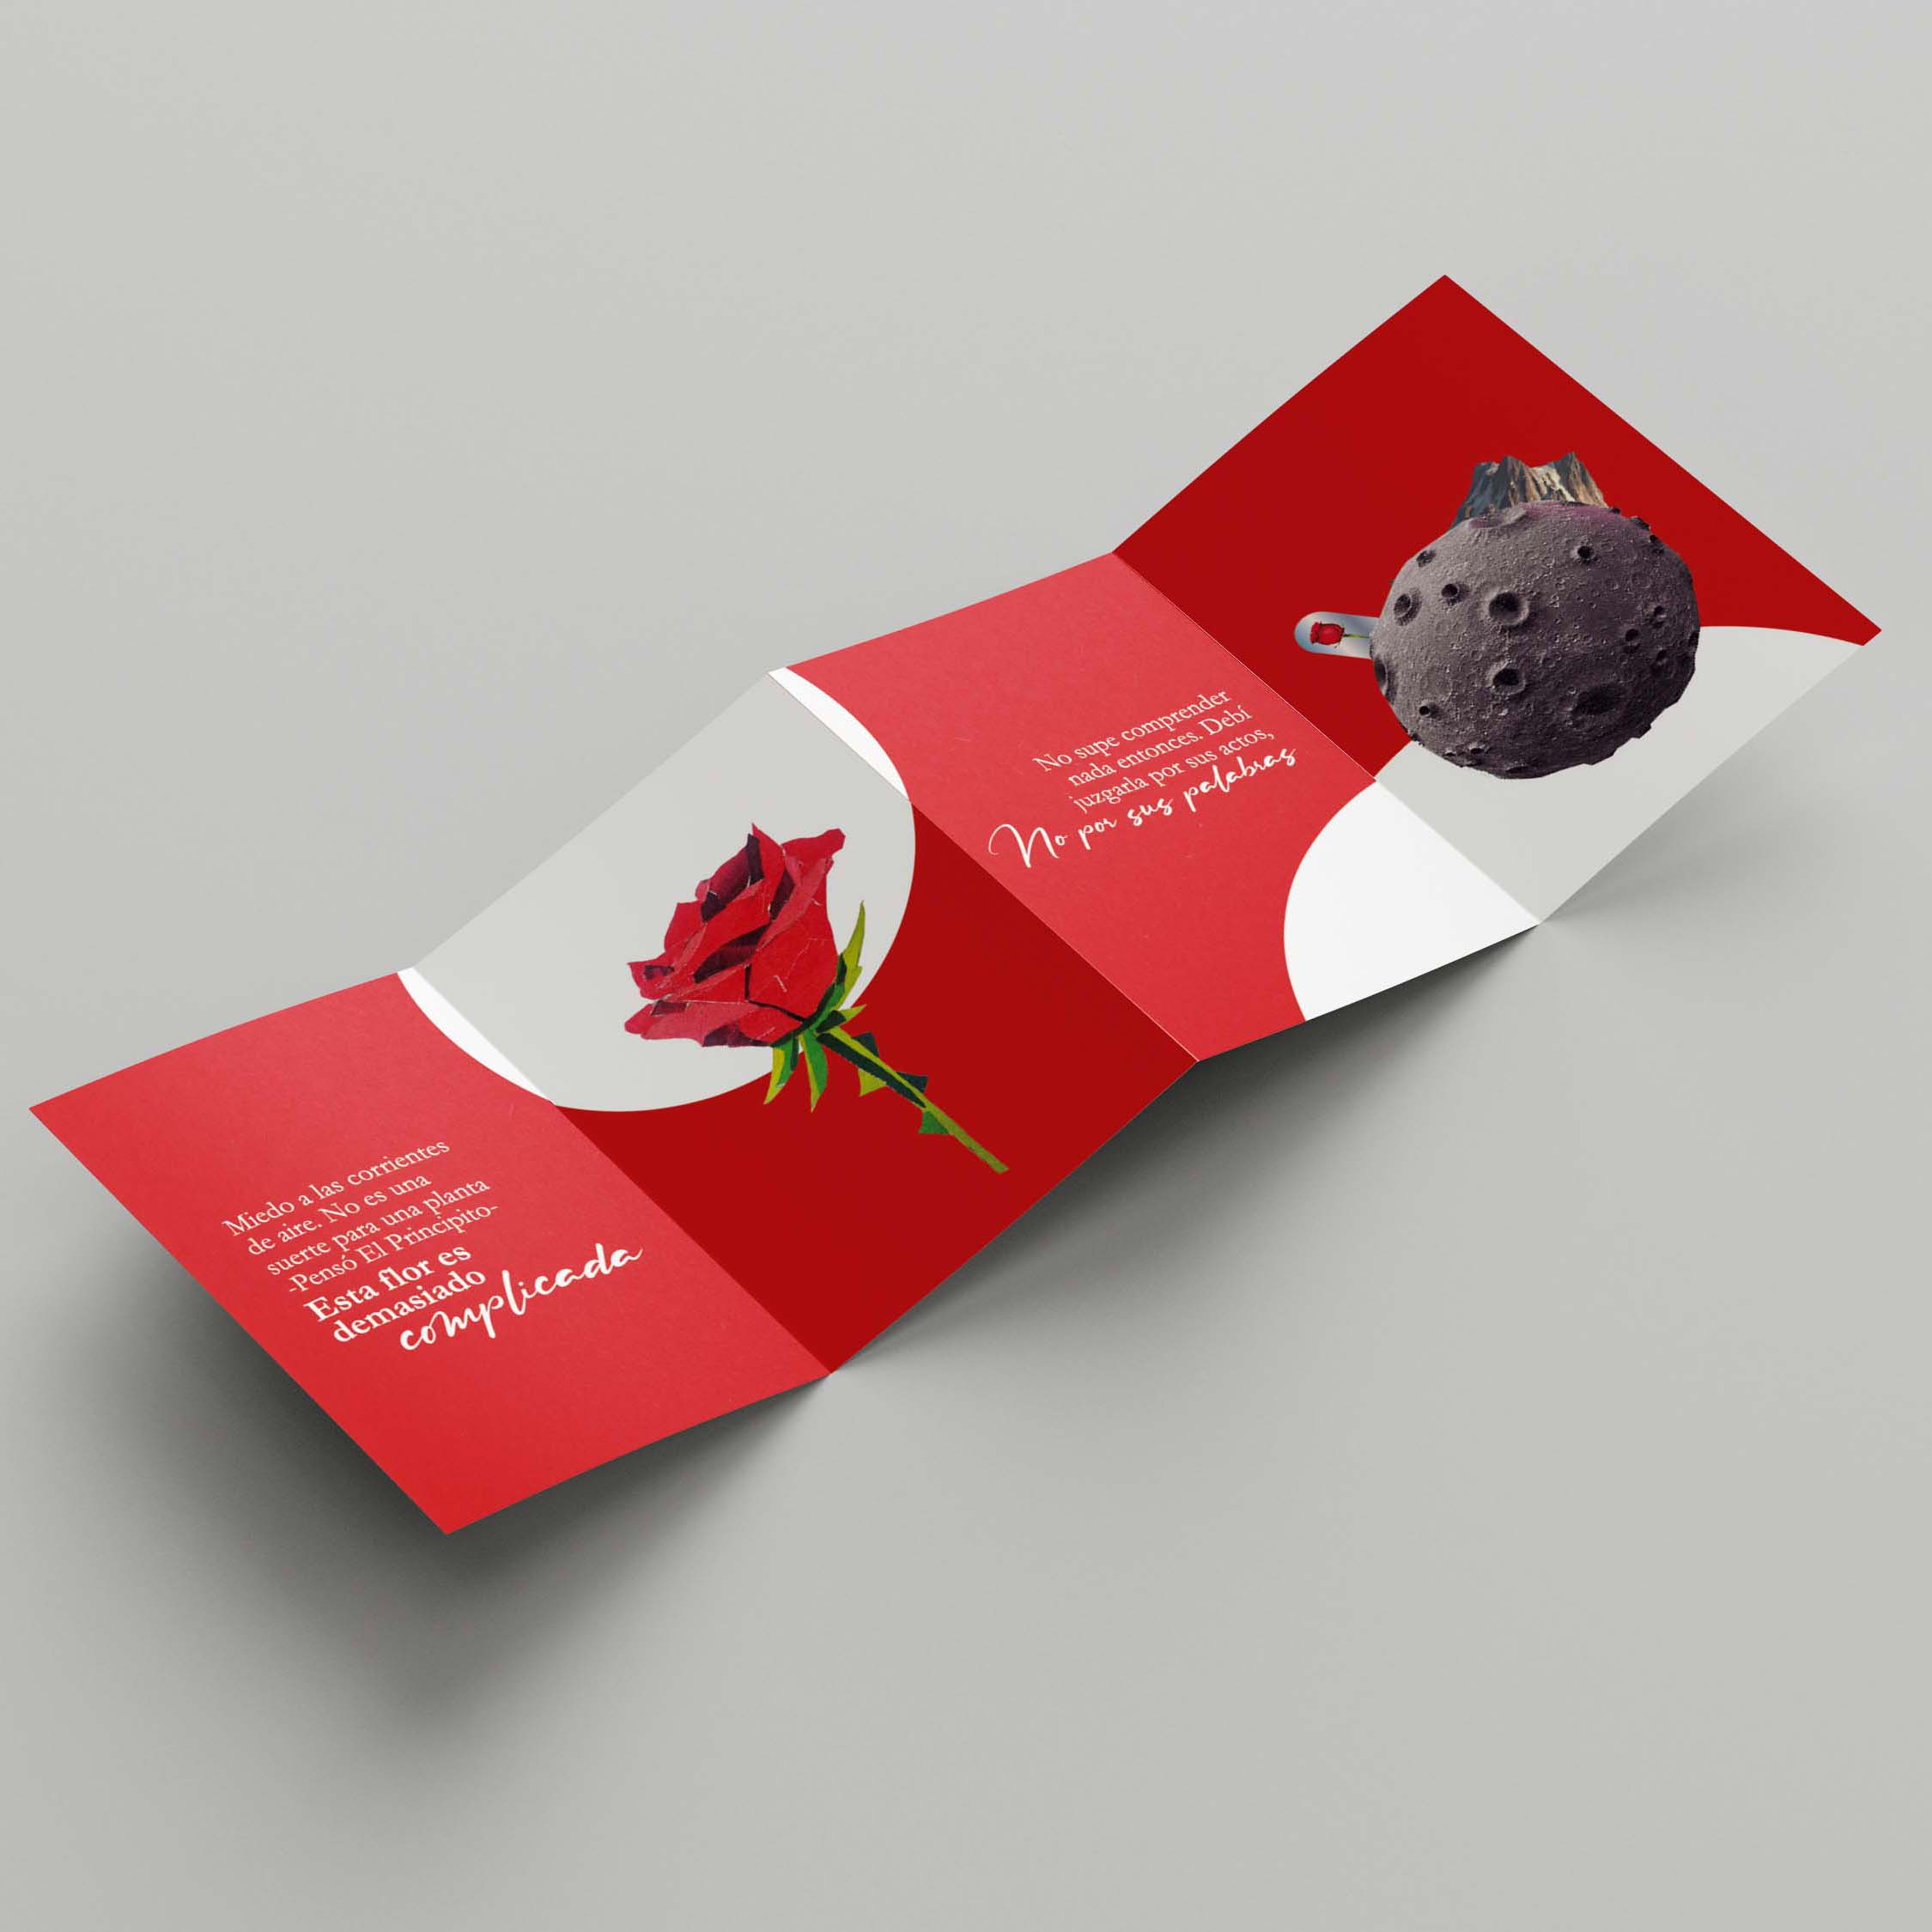 Miedo a las corrientes
de aire. No es una
suerte para una planta
-Pensó El Principito-
Esta flor es
demasiado
complicada
No supe comprender
nada entonces. Debí
juzgarla por sus actos,
No por sus palabras